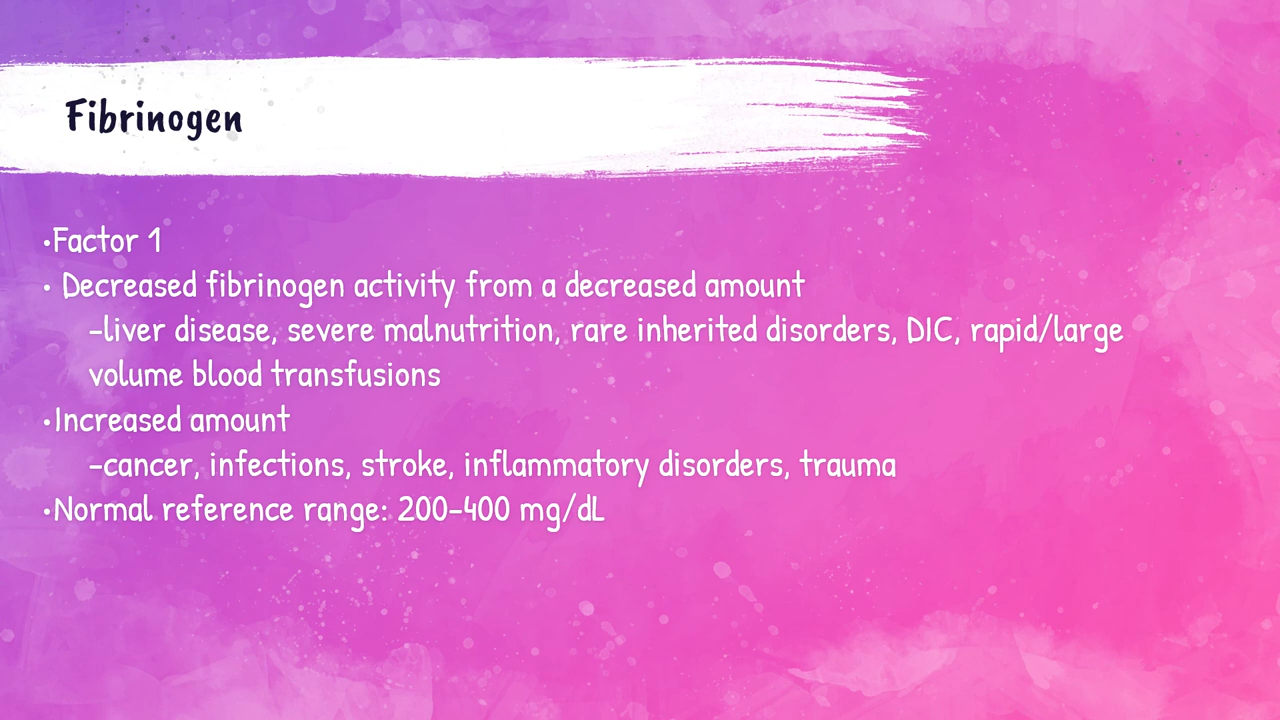 Fibrinogen
•Factor 1
• Decreased fibrinogen activity from a decreased amount
-liver disease, severe malnutrition, rare inherited disorders, DIC, rapid/large
volume blood transfusions
•Increased amount
-cancer, infections, stroke, inflammatory disorders, trauma
•Normal reference range: 200-400 mg/dL